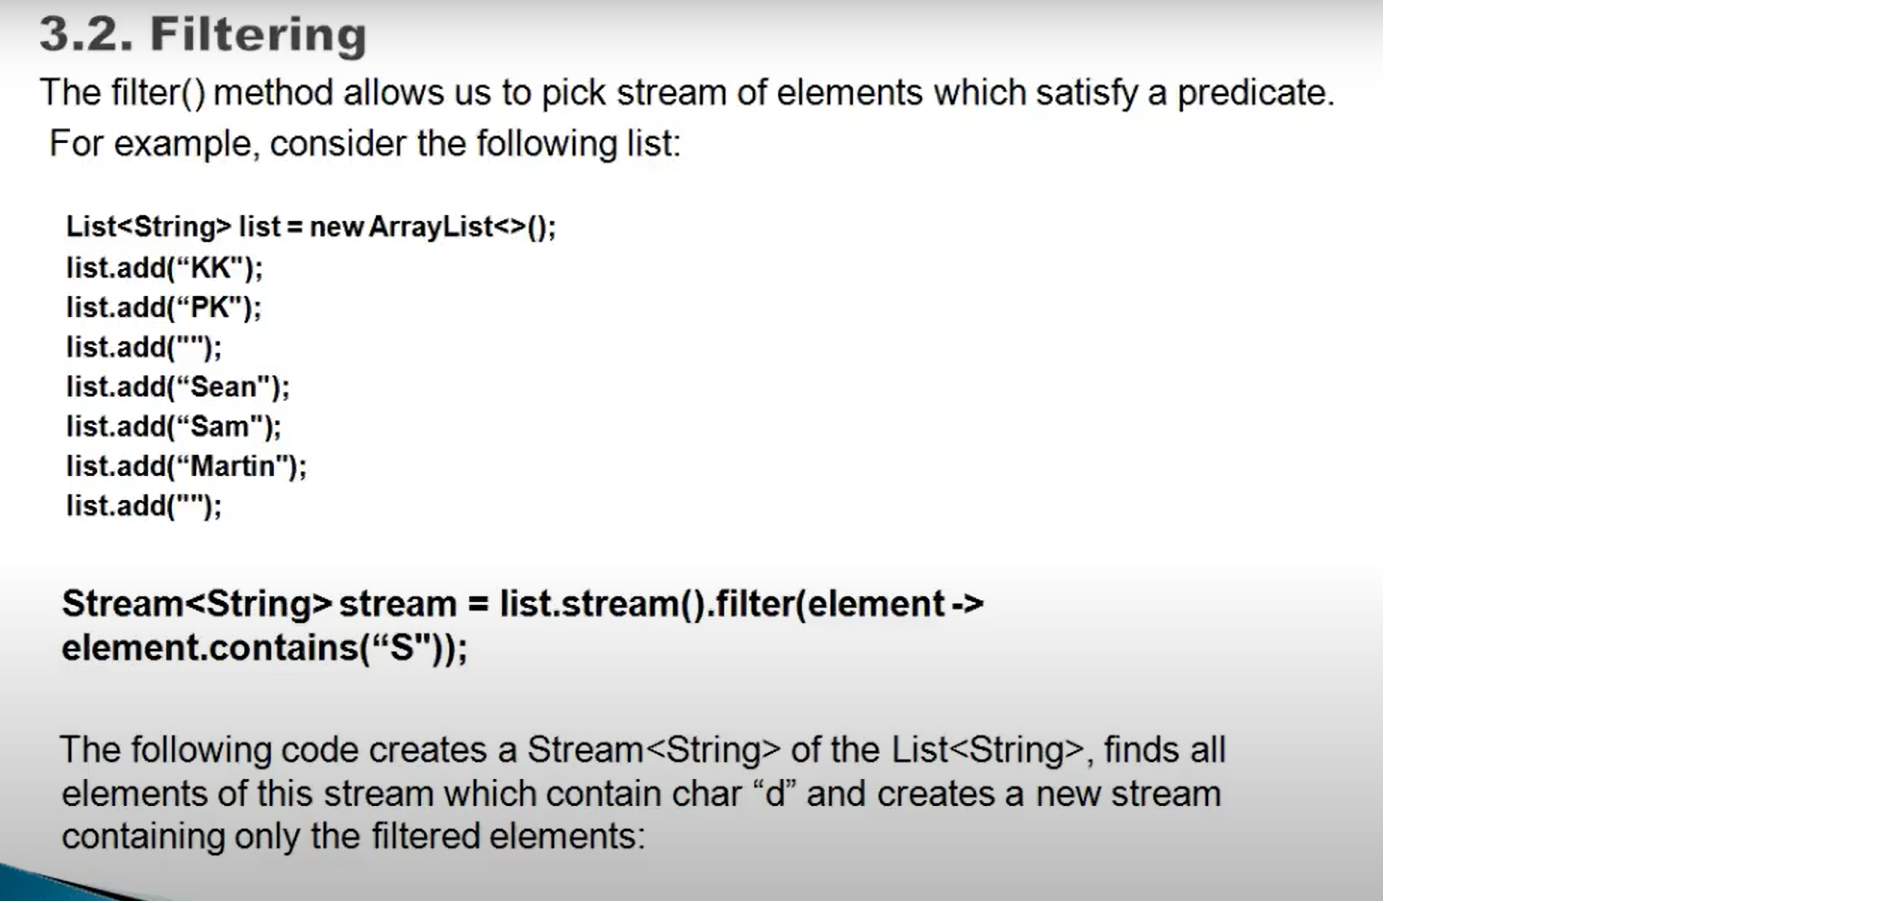 3.2. Filtering
The filter() method allows us to pick stream of elements which satisfy a predicate.
For example, consider the following list:
List<String> list = new ArrayList<>();
list.add(“KK");
list.add(“PK");
list.add("");
list.add(“Sean");
list.add(“Sam");
list.add(“Martin");
list.add("");
Stream<String> stream = list.stream().filter(element ->
element.contains(“S"));
The following code creates a Stream<String> of the List<String>, finds all
elements of this stream which contain char “d” and creates a new stream
containing only the filtered elements: